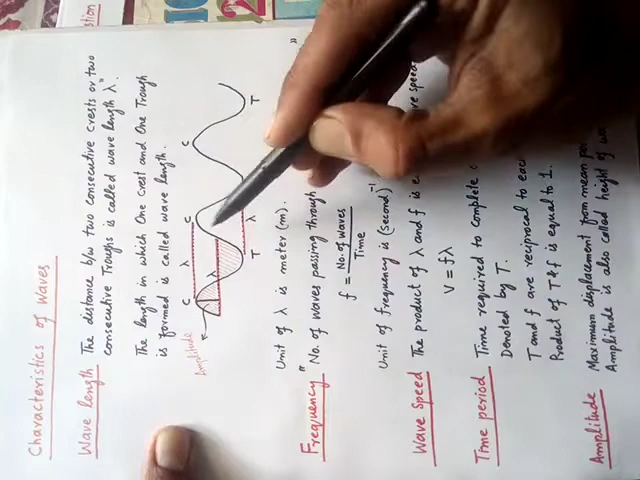 stion
Characteristics of Waves
Wave length The distance b/w two consecutive crests or two
consecutive Troughs is called wave length λ"
The length in which One crest and One Trough
is formed is called wave length.
Amplitude
C C C
λ
λ
λ
T T
Unit of λ is meter (m).
Frequency " No. of waves passing through "
f = No. of waves / Time
Unit of frequency is (second)⁻¹
Wave speed The product of λ and f is speed
V = fλ
Time period Time required to complete
Denoted by T.
T and f are reciprocal to each
Product of T & f is equal to 1.
Amplitude Maximum displacement from mean
Amplitude is also called height of